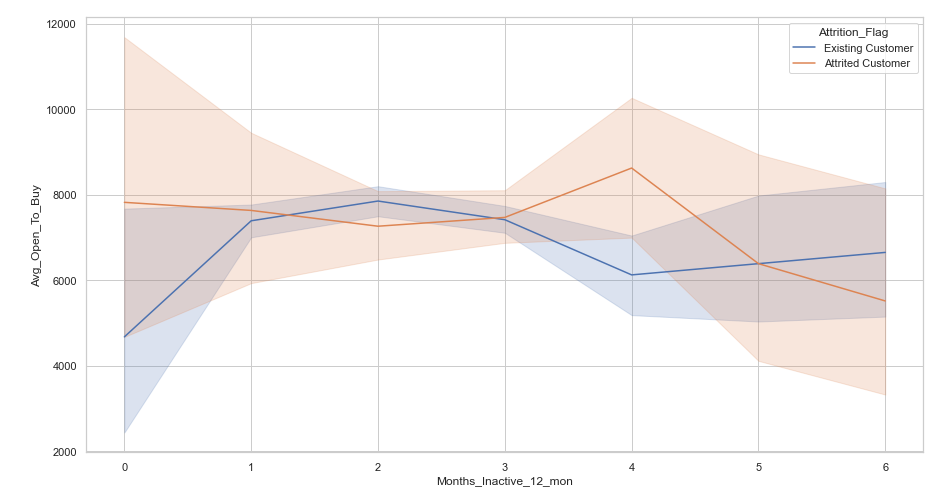 12000
10000
8000
6000
4000
2000
Avg_Open_To_Buy
Attrition_Flag
Existing Customer
Attrited Customer
0 1 2 3 4 5 6
Months_Inactive_12_mon